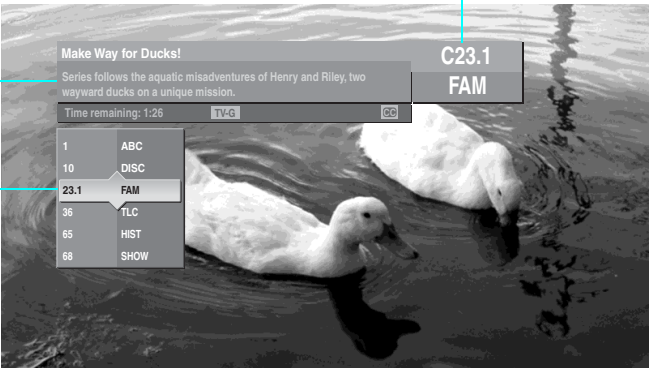 Make Way for Ducks!
C23.1
FAM
Series follows the aquatic misadventures of Henry and Riley, two
wayward ducks on a unique mission.
Time remaining: 1:26 TV-G CC
1 ABC
10 DISC
23.1 FAM
36 TLC
65 HIST
68 SHOW